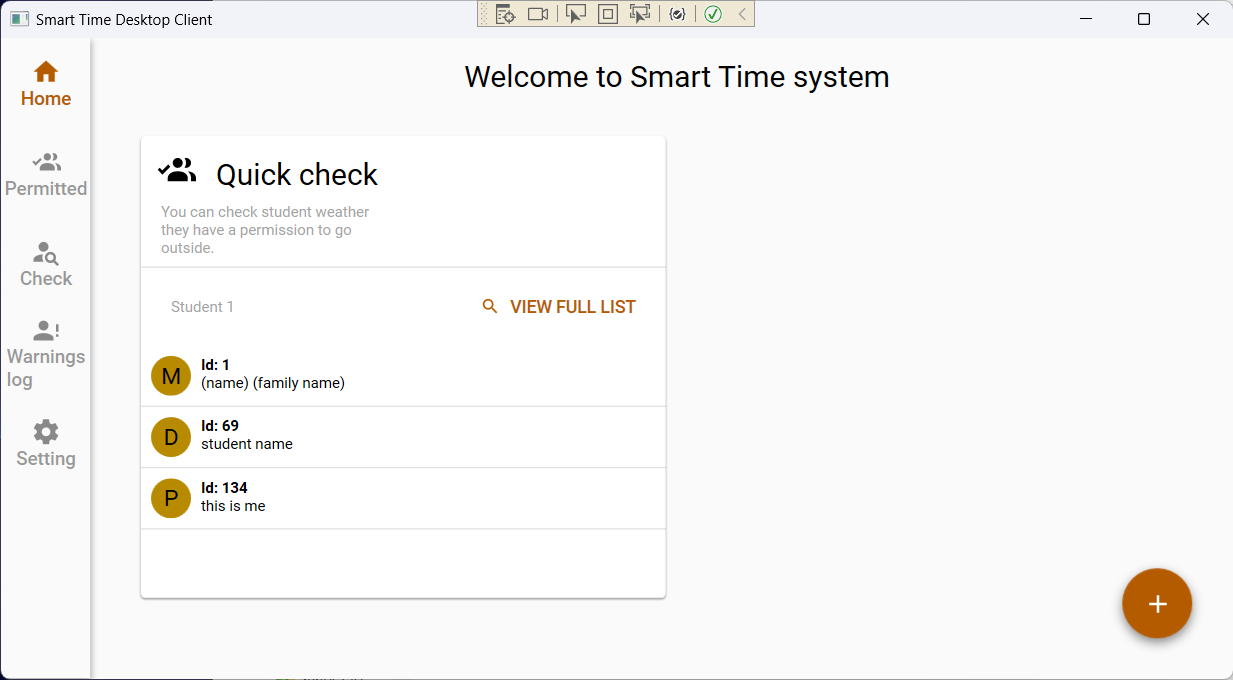 Smart Time Desktop Client
Home
Permitted
Check
Warnings
log
Setting
Welcome to Smart Time system
Quick check
You can check student weather
they have a permission to go
outside.
Student 1
VIEW FULL LIST
M
Id: 1
(name) (family name)
D
Id: 69
student name
P
Id: 134
this is me